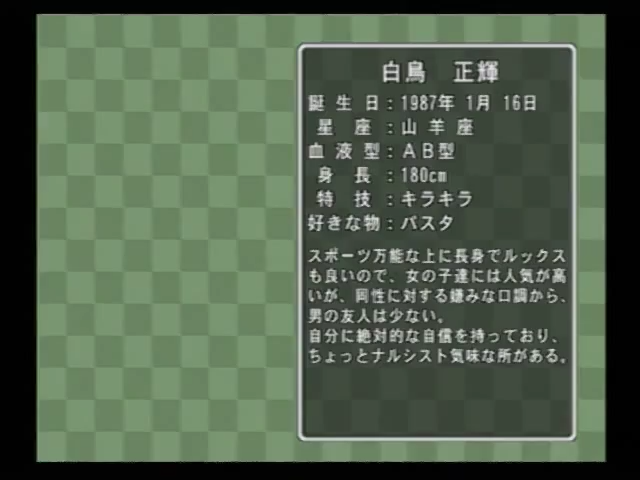 白鳥　正輝
誕 生 日：1987年 1月 16日
星　座：山 羊 座
血 液 型：ＡＢ型
身　長：180cm
特　技：キラキラ
好きな物：パスタ
スポーツ万能な上に長身でルックス
も良いので、女の子達には人気が高
いが、同性に対する嫌みな口調から、
男の友人は少ない。
自分に絶対的な自信を持っており、
ちょっとナルシスト気味な所がある。